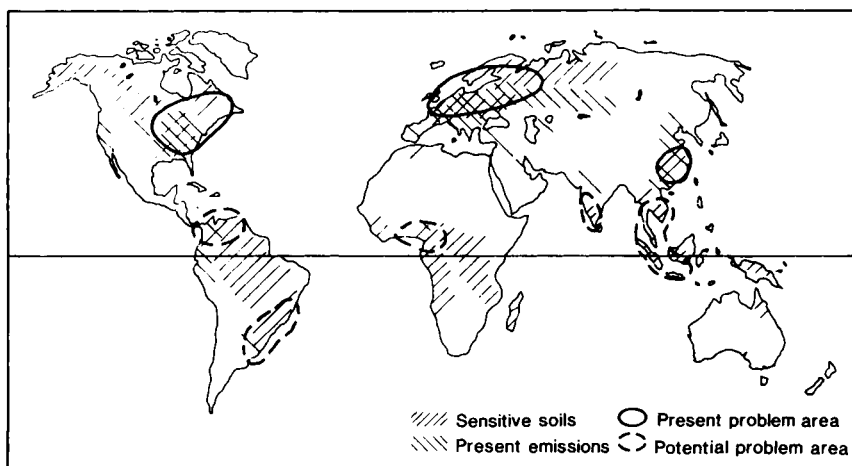 Sensitive soils
Present problem area
Present emissions
Potential problem area